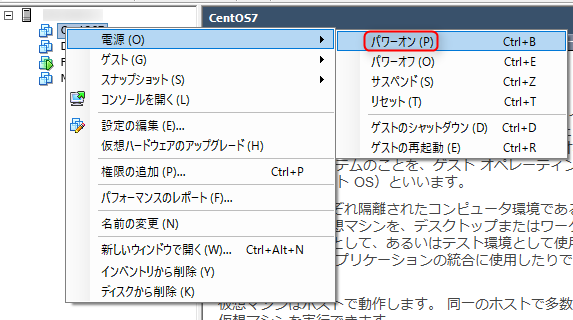 CentOS7
電源 (O)
ゲスト (G)
スナップショット (S)
コンソールを開く (L)
設定の編集 (E)...
仮想ハードウェアのアップグレード (H)
権限の追加 (P)... Ctrl+P
パフォーマンスのレポート (F)...
名前の変更 (N)
新しいウィンドウで開く (W)... Ctrl+Alt+N
インベントリから削除 (Y)
ディスクから削除 (K)
パワーオン (P) Ctrl+B
パワーオフ (O) Ctrl+E
サスペンド (S) Ctrl+Z
リセット (T) Ctrl+T
ゲストのシャットダウン (D) Ctrl+D
ゲストの再起動 (E) Ctrl+R
テムのことを、ゲスト オペレーティン
ト OS）といいます。
ぞれ隔離されたコンピュータ環境である
想マシンを、デスクトップまたはワーク
として、あるいはテスト環境として使用
プリケーションの統合に使用したりで
仮想マシンはホストで動作します。 同一のホストで多数
仮想マシンを実行できます